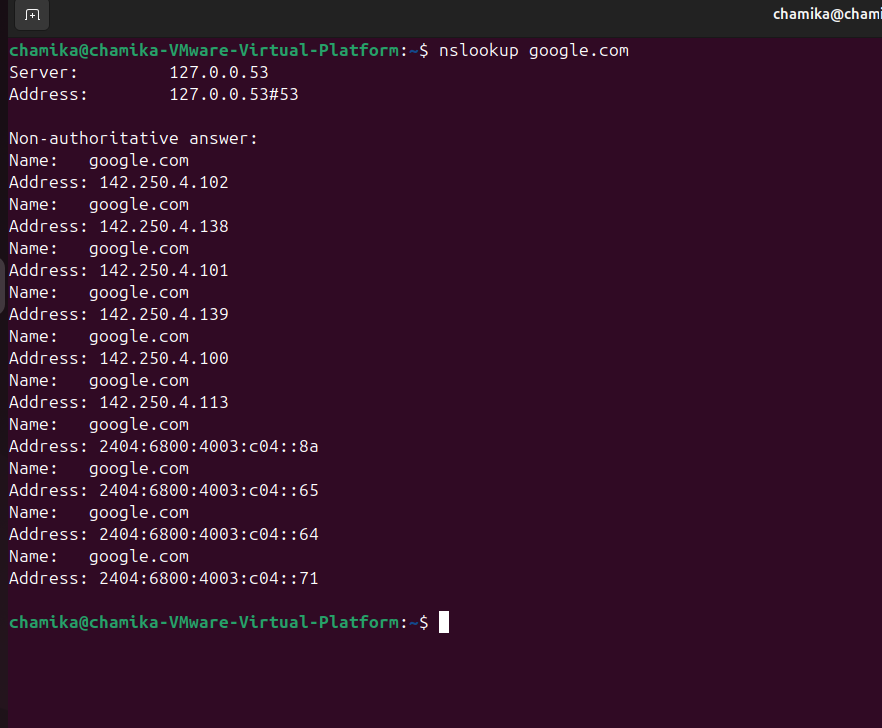 chamika@chami
chamika@chamika-VMware-Virtual-Platform:~$ nslookup google.com
Server:         127.0.0.53
Address:        127.0.0.53#53

Non-authoritative answer:
Name:   google.com
Address: 142.250.4.102
Name:   google.com
Address: 142.250.4.138
Name:   google.com
Address: 142.250.4.101
Name:   google.com
Address: 142.250.4.139
Name:   google.com
Address: 142.250.4.100
Name:   google.com
Address: 142.250.4.113
Name:   google.com
Address: 2404:6800:4003:c04::8a
Name:   google.com
Address: 2404:6800:4003:c04::65
Name:   google.com
Address: 2404:6800:4003:c04::64
Name:   google.com
Address: 2404:6800:4003:c04::71

chamika@chamika-VMware-Virtual-Platform:~$